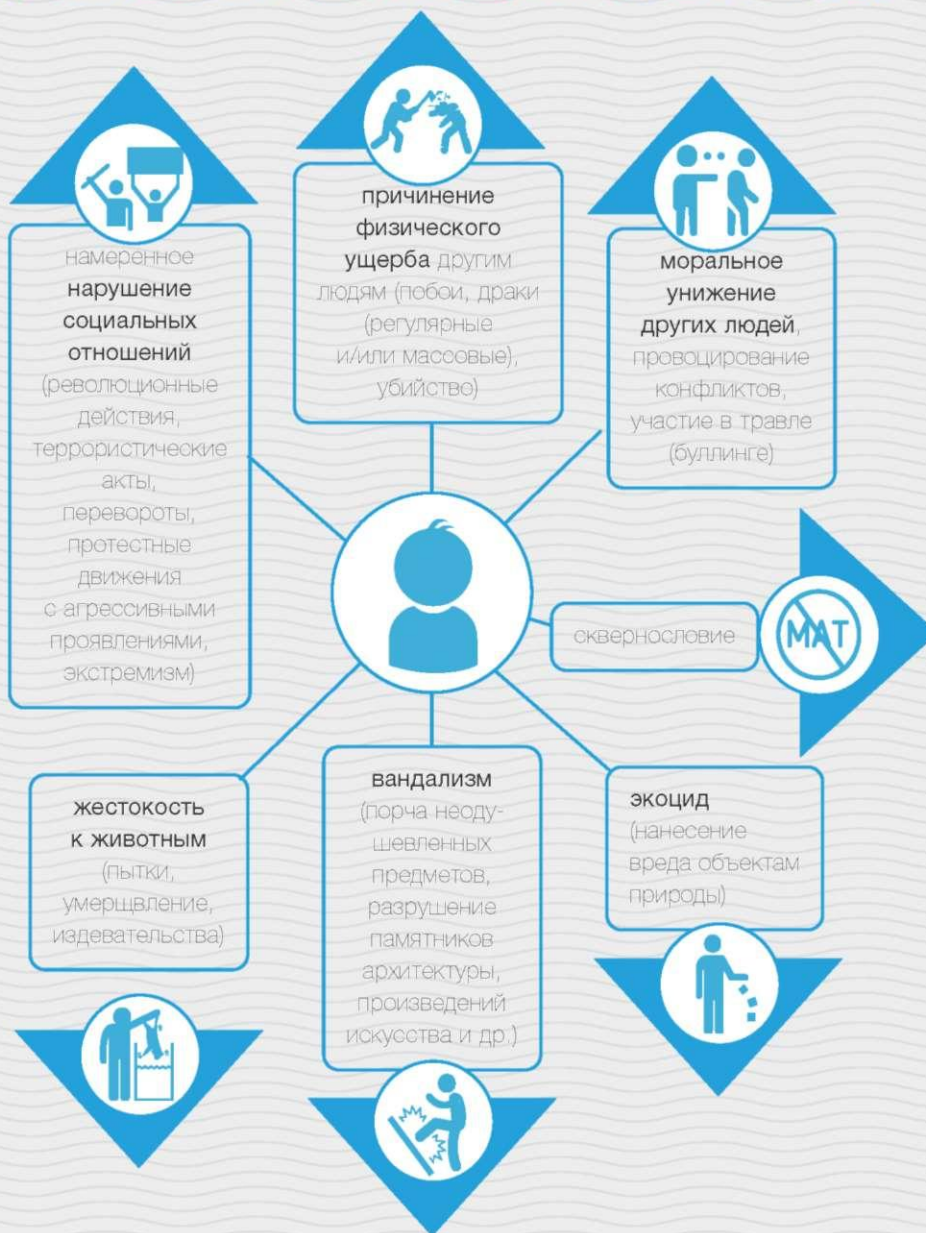 намеренное
нарушение
социальных
отношений
(революционные
действия,
террористические
акты,
перевороты,
протестные
движения
с агрессивными
проявлениями,
экстремизм)
причинение
физического
ущерба другим
людям (побои, драки
(регулярные
и/или массовые),
убийство)
моральное
унижение
других людей,
провоцирование
конфликтов,
участие в травле
(буллинге)
сквернословие
МАТ
жестокость
к животным
(пытки,
умерщвление,
издевательства)
вандализм
(порча неоду-
шевленных
предметов,
разрушение
памятников
архитектуры,
произведений
искусства и др.)
экоцид
(нанесение
вреда объектам
природы)